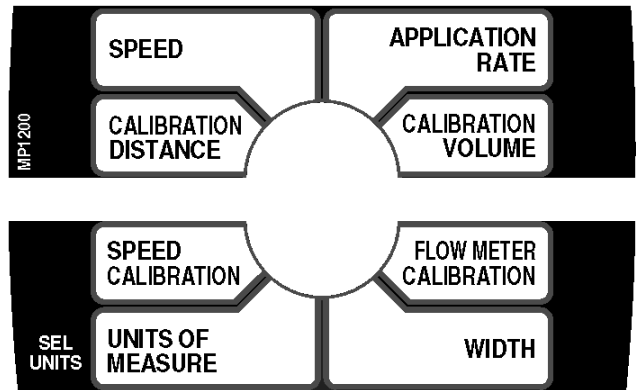 SPEED
APPLICATION
RATE
MP1200
CALIBRATION
DISTANCE
CALIBRATION
VOLUME
SPEED
CALIBRATION
FLOW METER
CALIBRATION
SEL
UNITS
UNITS OF
MEASURE
WIDTH